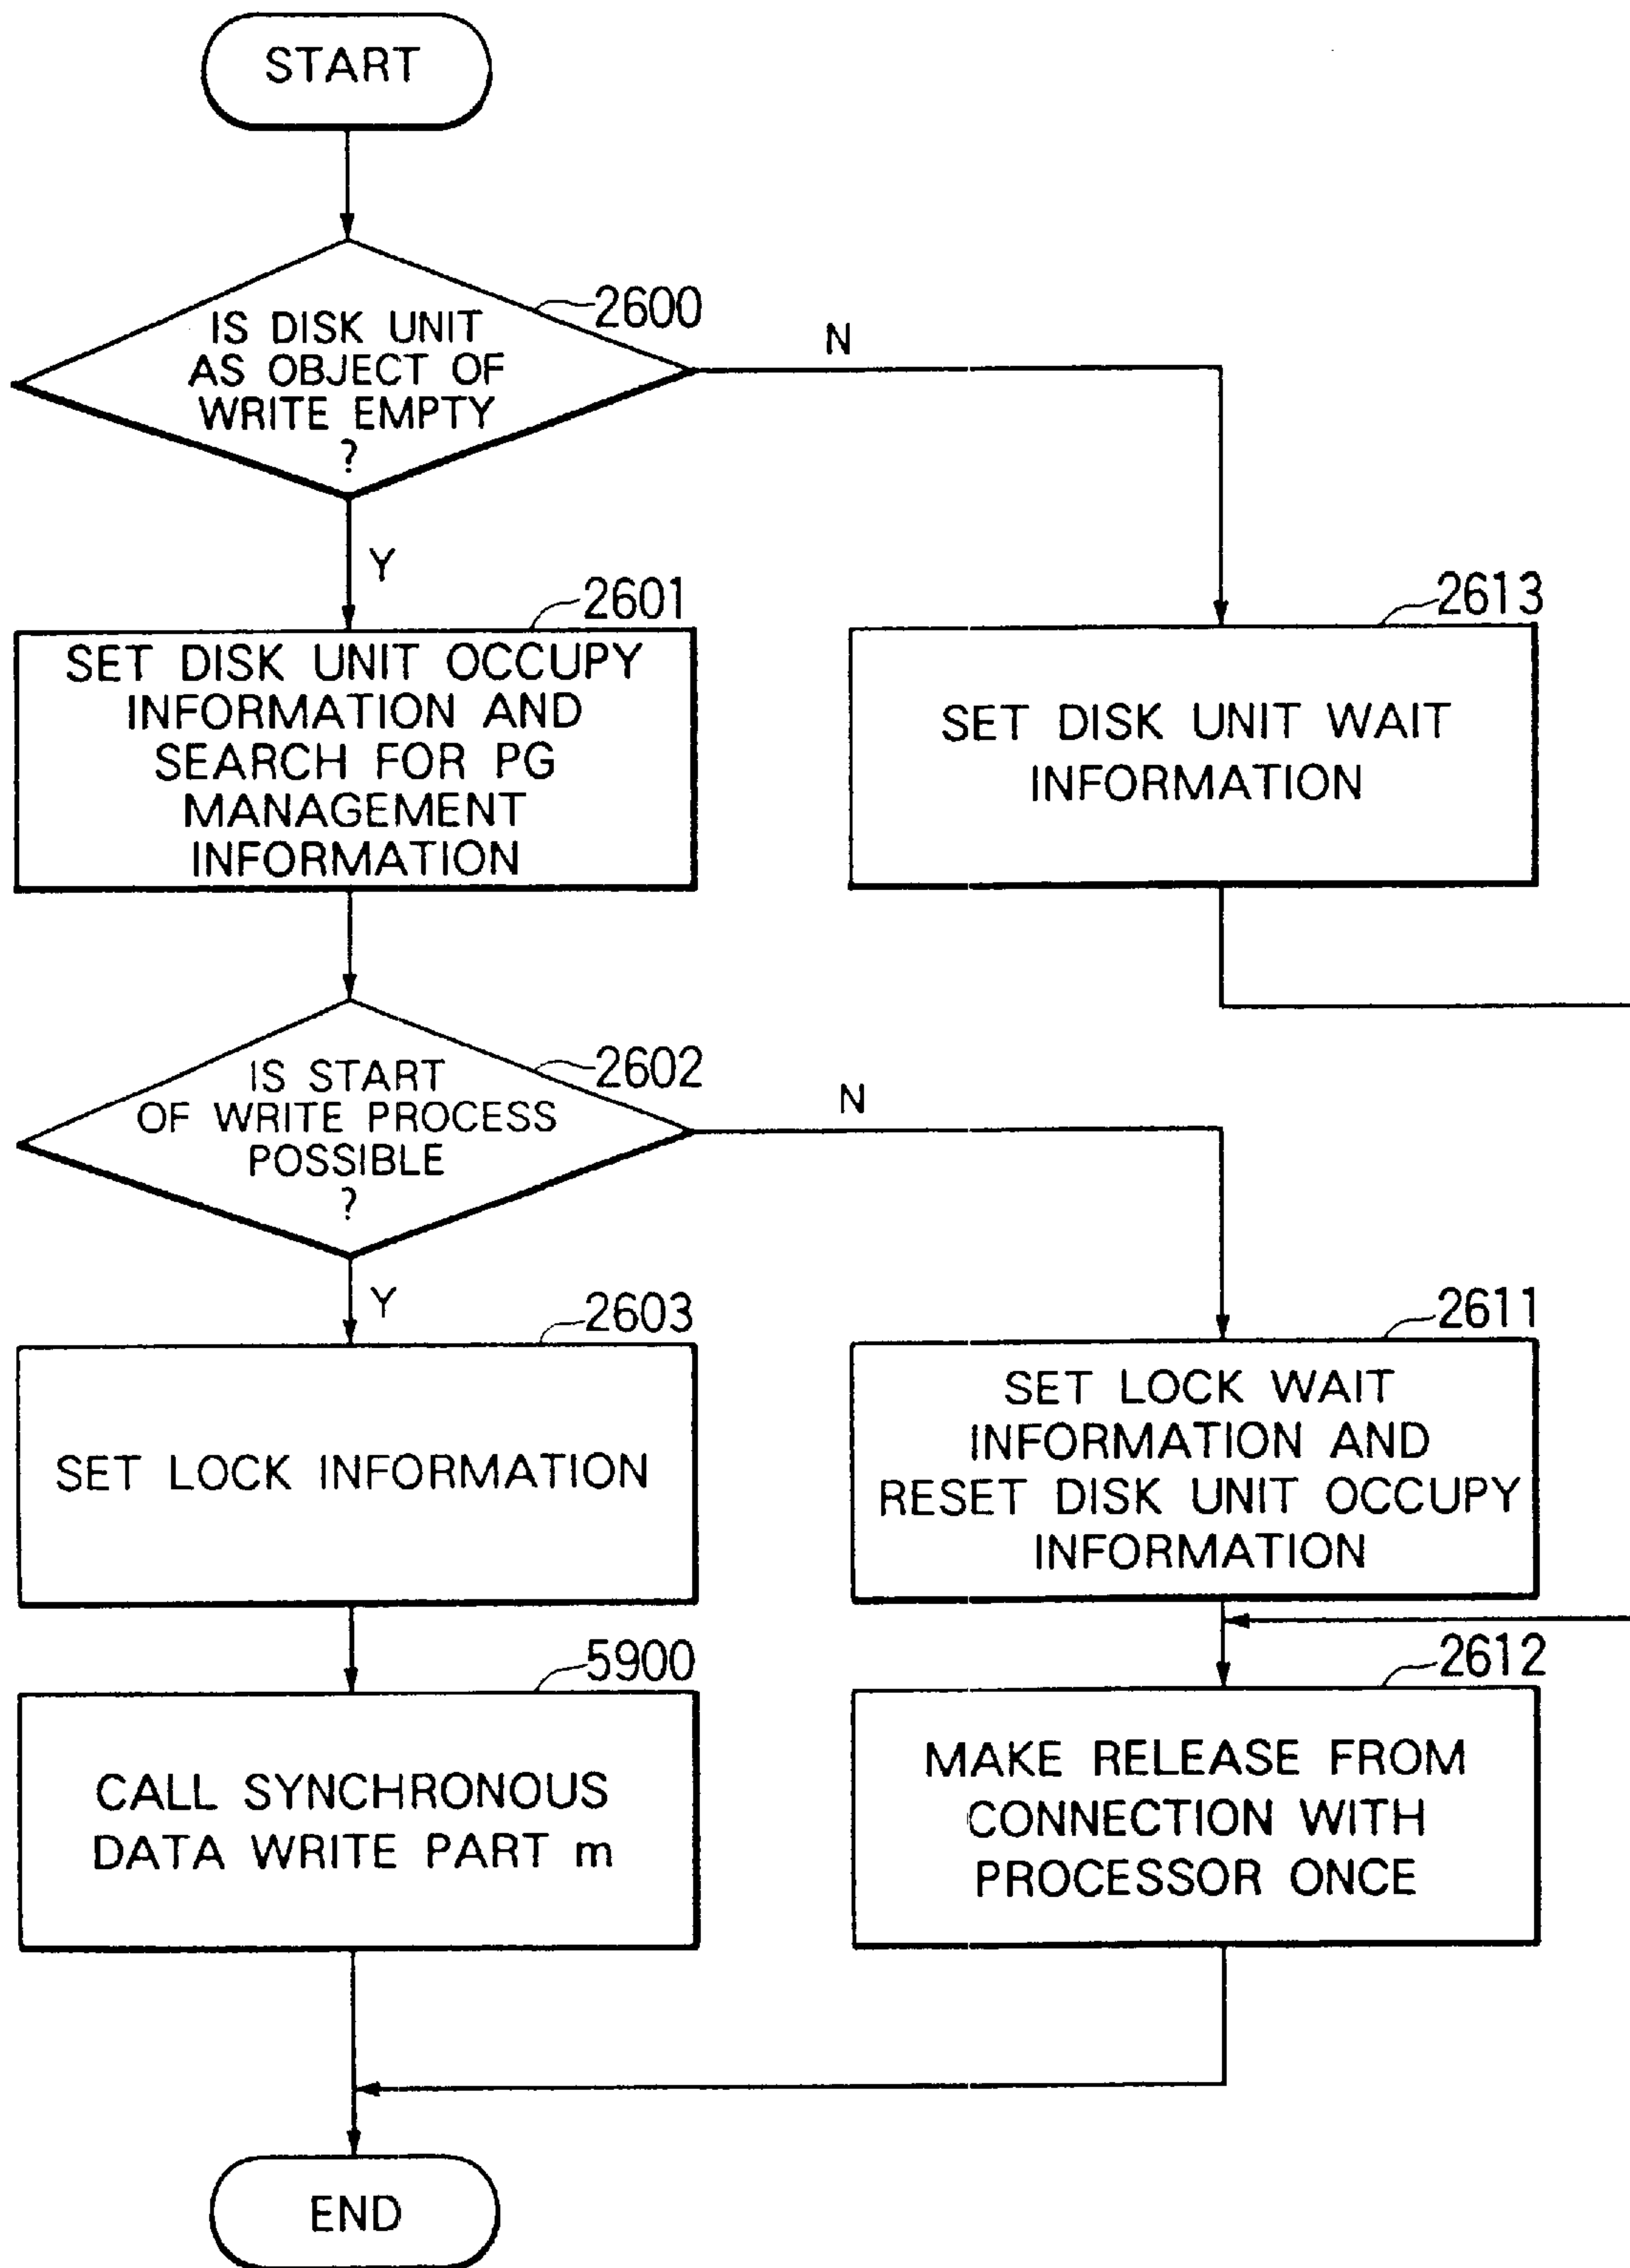 START
2600
IS DISK UNIT
AS OBJECT OF
WRITE EMPTY
?
N
Y
2601
SET DISK UNIT OCCUPY
INFORMATION AND
SEARCH FOR PG
MANAGEMENT
INFORMATION
2613
SET DISK UNIT WAIT
INFORMATION
2602
IS START
OF WRITE PROCESS
POSSIBLE
?
N
Y
2603
SET LOCK INFORMATION
2611
SET LOCK WAIT
INFORMATION AND
RESET DISK UNIT OCCUPY
INFORMATION
5900
CALL SYNCHRONOUS
DATA WRITE PART m
2612
MAKE RELEASE FROM
CONNECTION WITH
PROCESSOR ONCE
END